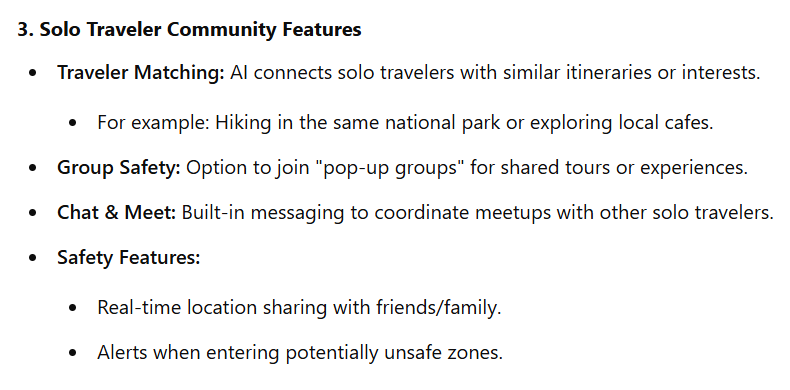 3. Solo Traveler Community Features
• Traveler Matching: AI connects solo travelers with similar itineraries or interests.
• For example: Hiking in the same national park or exploring local cafes.
• Group Safety: Option to join "pop-up groups" for shared tours or experiences.
• Chat & Meet: Built-in messaging to coordinate meetups with other solo travelers.
• Safety Features:
• Real-time location sharing with friends/family.
• Alerts when entering potentially unsafe zones.